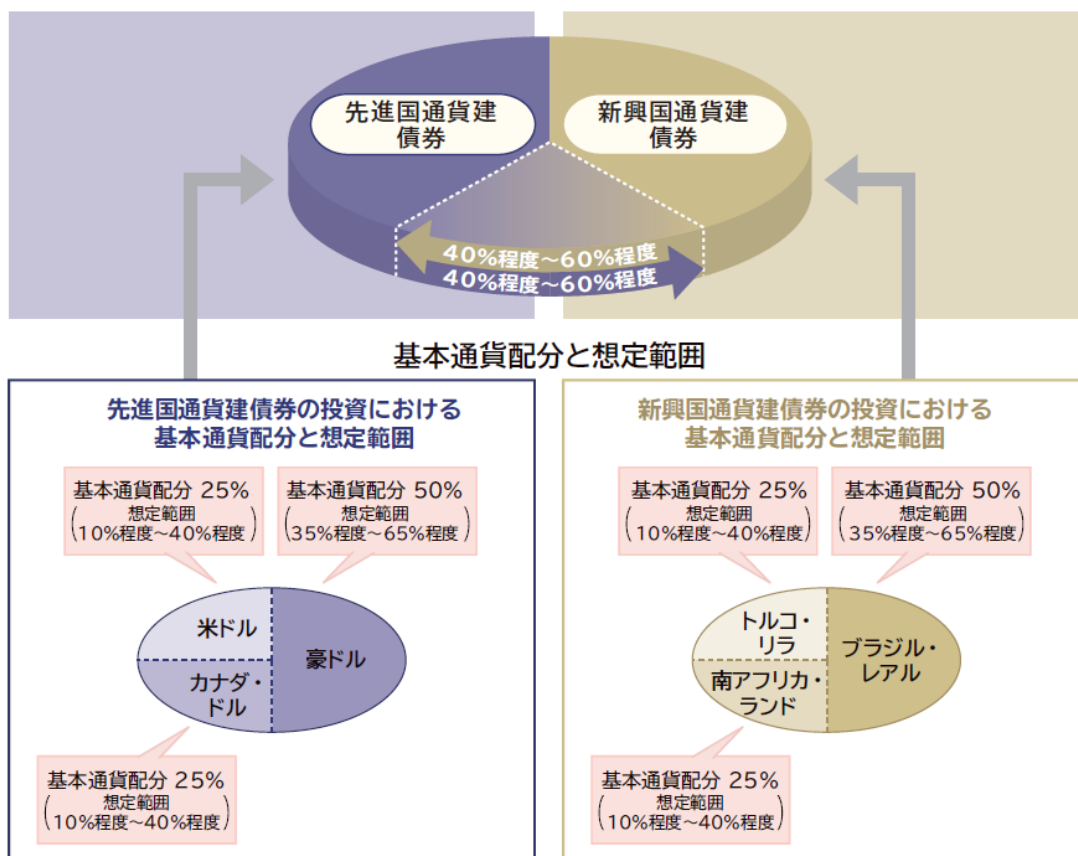 先進国通貨建
債券
新興国通貨建
債券
40%程度～60%程度
40%程度～60%程度
基本通貨配分と想定範囲
先進国通貨建債券の投資における
基本通貨配分と想定範囲
基本通貨配分 25%
想定範囲
(10%程度～40%程度)
基本通貨配分 50%
想定範囲
(35%程度～65%程度)
米ドル
豪ドル
カナダ・
ドル
基本通貨配分 25%
想定範囲
(10%程度～40%程度)
新興国通貨建債券の投資における
基本通貨配分と想定範囲
基本通貨配分 25%
想定範囲
(10%程度～40%程度)
基本通貨配分 50%
想定範囲
(35%程度～65%程度)
トルコ・
リラ
ブラジル・
レアル
南アフリカ・
ランド
基本通貨配分 25%
想定範囲
(10%程度～40%程度)